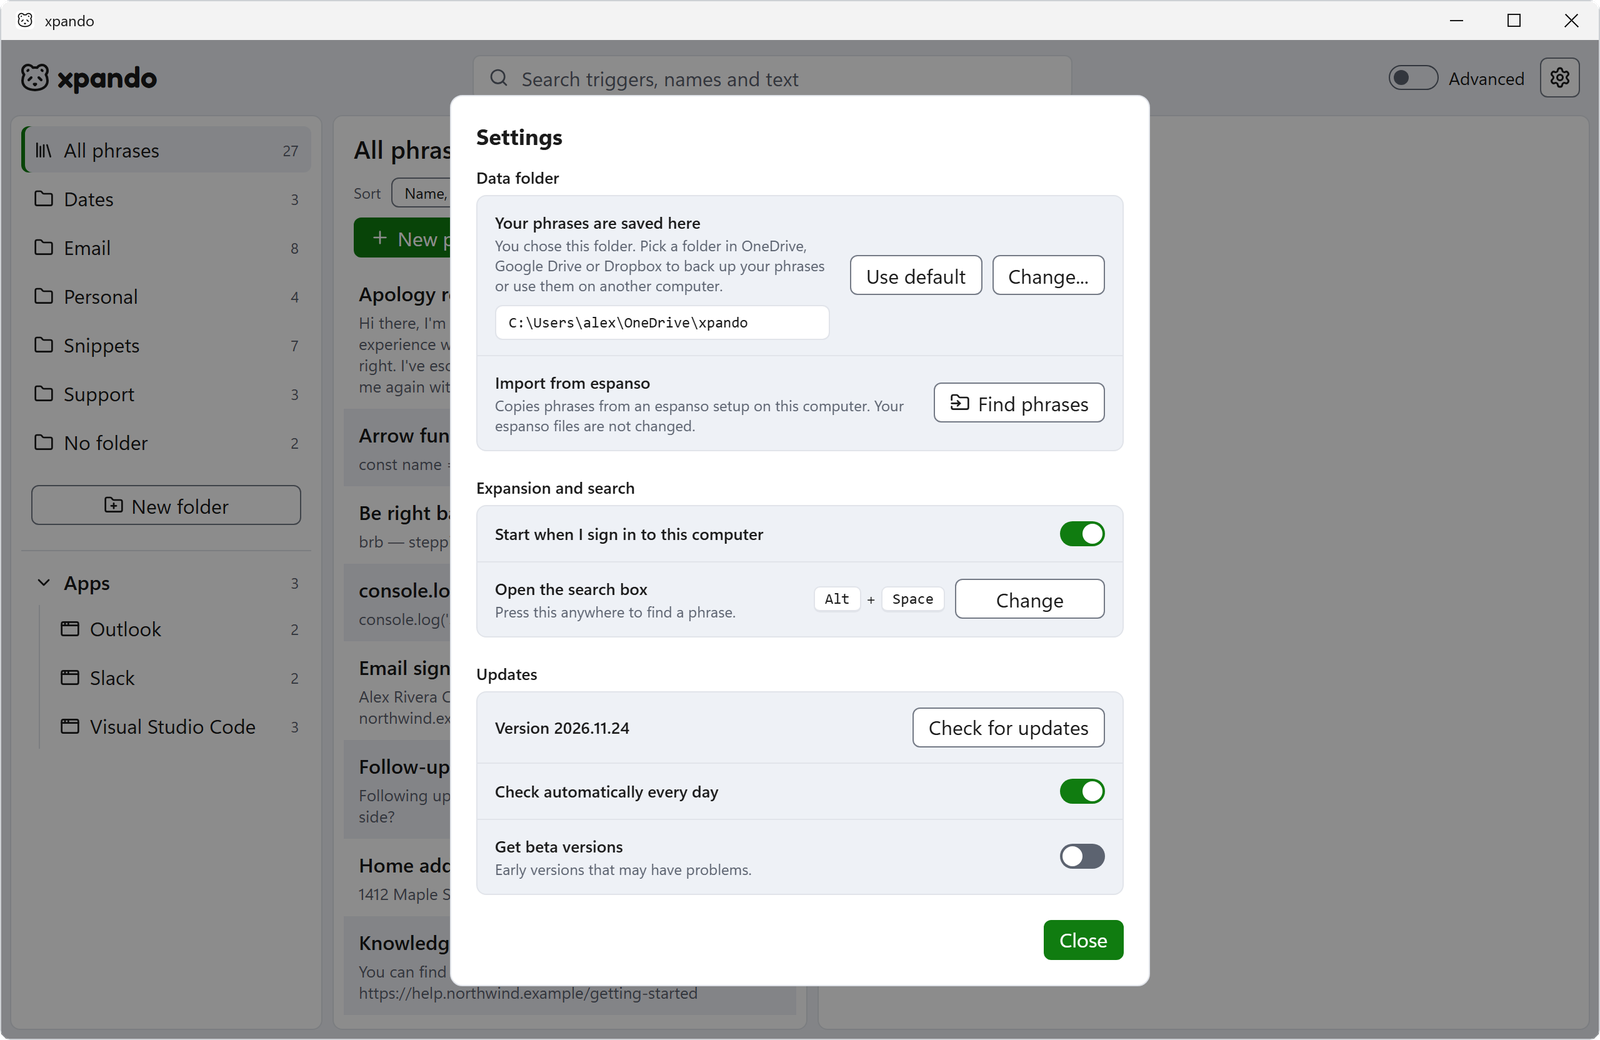 xpando
xpando
Search triggers, names and text
Advanced
All phrases 27
Dates 3
Email 8
Personal 4
Snippets 7
Support 3
No folder 2
New folder
Apps 3
Outlook 2
Slack 2
Visual Studio Code 3
All phras
Sort Name,
+ New p
Apology r
Hi there, I'm
experience w
right. I've esc
me again wit
Arrow fun
const name =
Be right ba
brb — stepp
console.lo
console.log('
Email sign
Alex Rivera C
northwind.ex
Follow-up
Following up
side?
Home add
1412 Maple S
Knowledg
You can find
https://help.northwind.example/getting-started
Settings
Data folder
Your phrases are saved here
You chose this folder. Pick a folder in OneDrive,
Google Drive or Dropbox to back up your phrases
or use them on another computer.
Use default
Change...
C:\Users\alex\OneDrive\xpando
Import from espanso
Copies phrases from an espanso setup on this computer. Your
espanso files are not changed.
Find phrases
Expansion and search
Start when I sign in to this computer
Open the search box
Press this anywhere to find a phrase.
Alt + Space
Change
Updates
Version 2026.11.24
Check for updates
Check automatically every day
Get beta versions
Early versions that may have problems.
Close